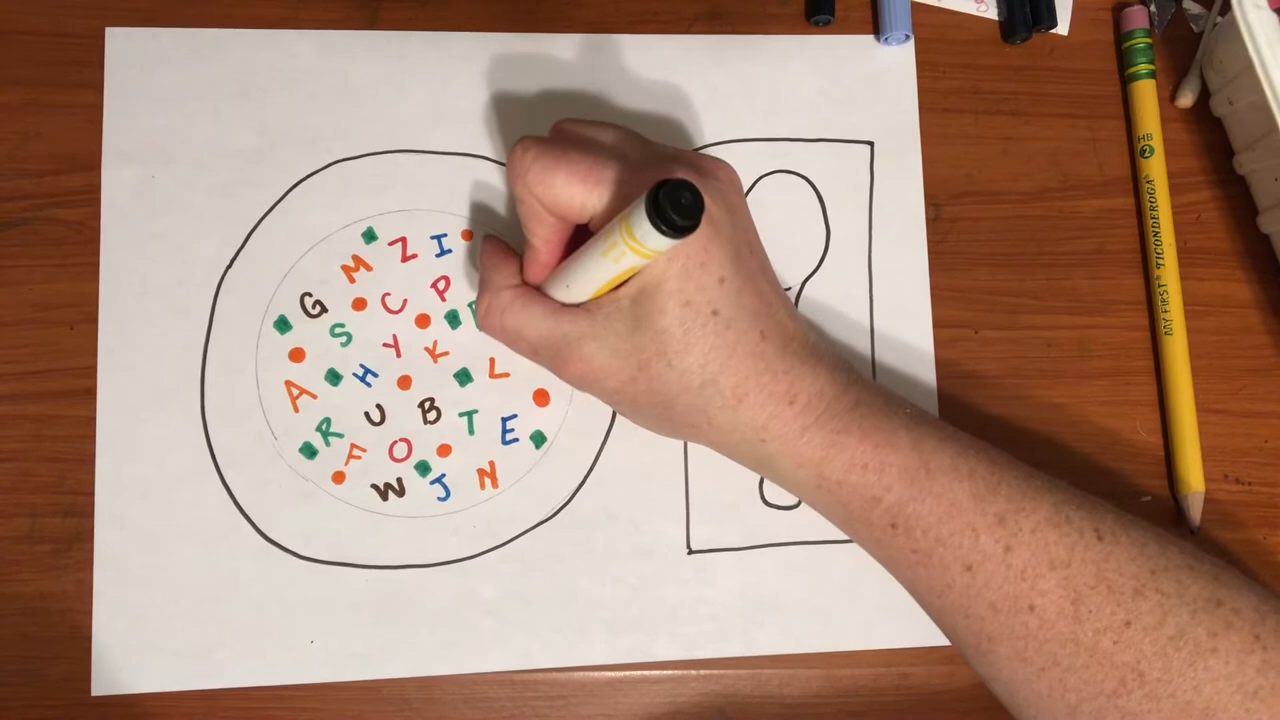 Z I
M
G C P
S
Y K
A H L
U B T
R E
F O
W J N
HB
2
MY FIRST TICONDEROGA